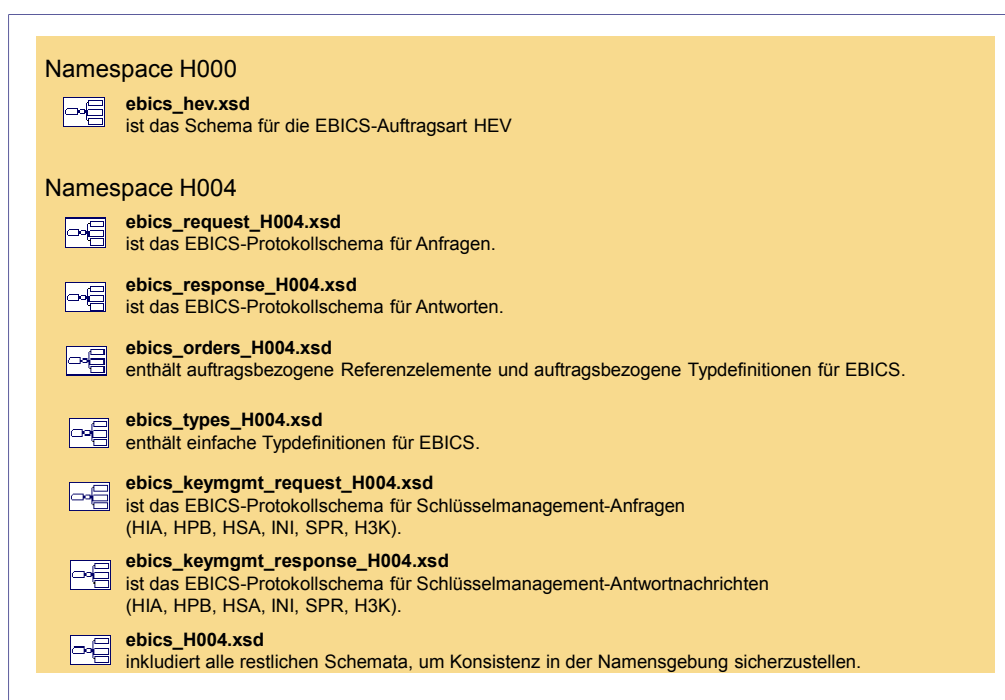 Namespace H000
ebics_hev.xsd
ist das Schema für die EBICS-Auftragsart HEV
Namespace H004
ebics_request_H004.xsd
ist das EBICS-Protokollschema für Anfragen.
ebics_response_H004.xsd
ist das EBICS-Protokollschema für Antworten.
ebics_orders_H004.xsd
enthält auftragsbezogene Referenzelemente und auftragsbezogene Typdefinitionen für EBICS.
ebics_types_H004.xsd
enthält einfache Typdefinitionen für EBICS.
ebics_keymgmt_request_H004.xsd
ist das EBICS-Protokollschema für Schlüsselmanagement-Anfragen
(HIA, HPB, HSA, INI, SPR, H3K).
ebics_keymgmt_response_H004.xsd
ist das EBICS-Protokollschema für Schlüsselmanagement-Antwortnachrichten
(HIA, HPB, HSA, INI, SPR, H3K).
ebics_H004.xsd
inkludiert alle restlichen Schemata, um Konsistenz in der Namensgebung sicherzustellen.